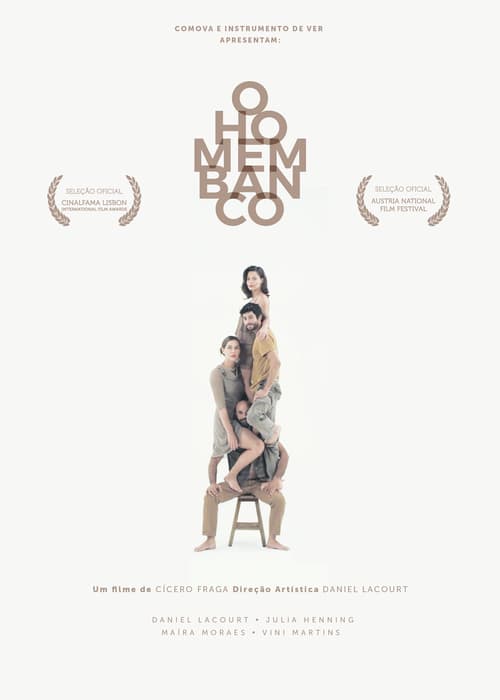 COMOVA E INSTRUMENTO DE VER
APRESENTAM:
O
HO
MEM
BAN
CO
SELEÇÃO OFICIAL
CINALFAMA LISBON
INTERNATIONAL FILM AWARDS
SELEÇÃO OFICIAL
AUSTRIA NATIONAL
FILM FESTIVAL
Um filme de CÍCERO FRAGA Direção Artística DANIEL LACOURT
DANIEL LACOURT • JULIA HENNING
MAÍRA MORAES • VINI MARTINS